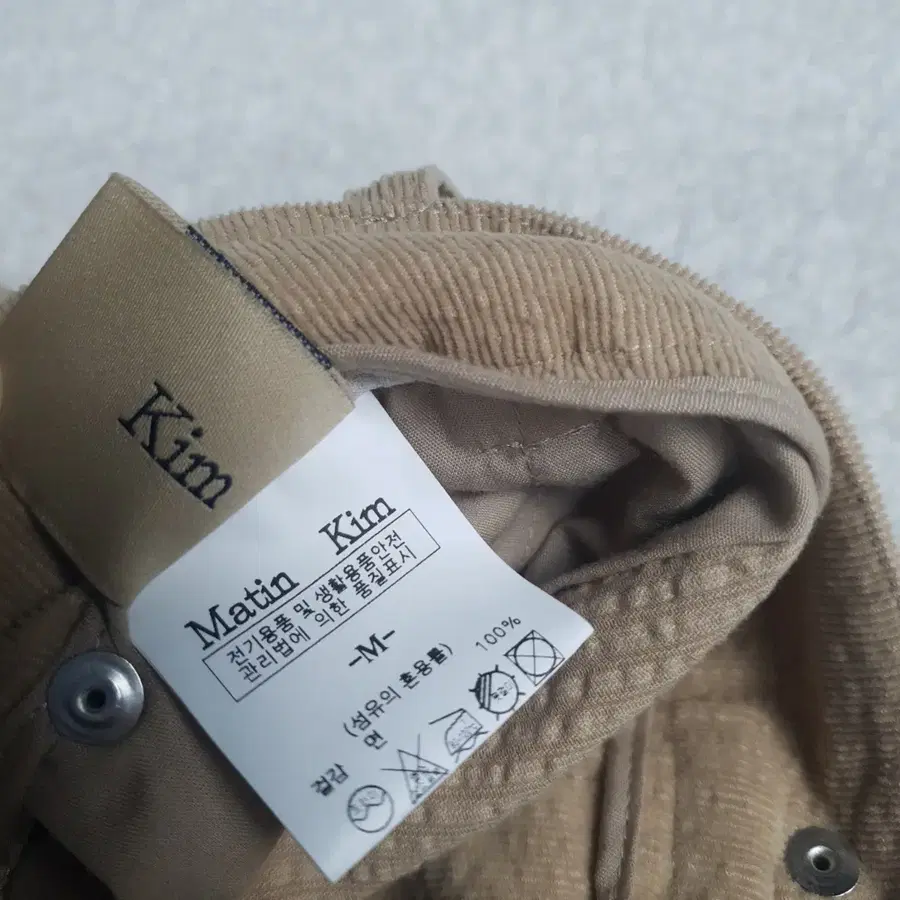 Kim
Matin Kim
전기용품 및 생활용품안전
관리법에 의한 품질표시
-M-
(섬유의 혼용률)
겉감 면 100%